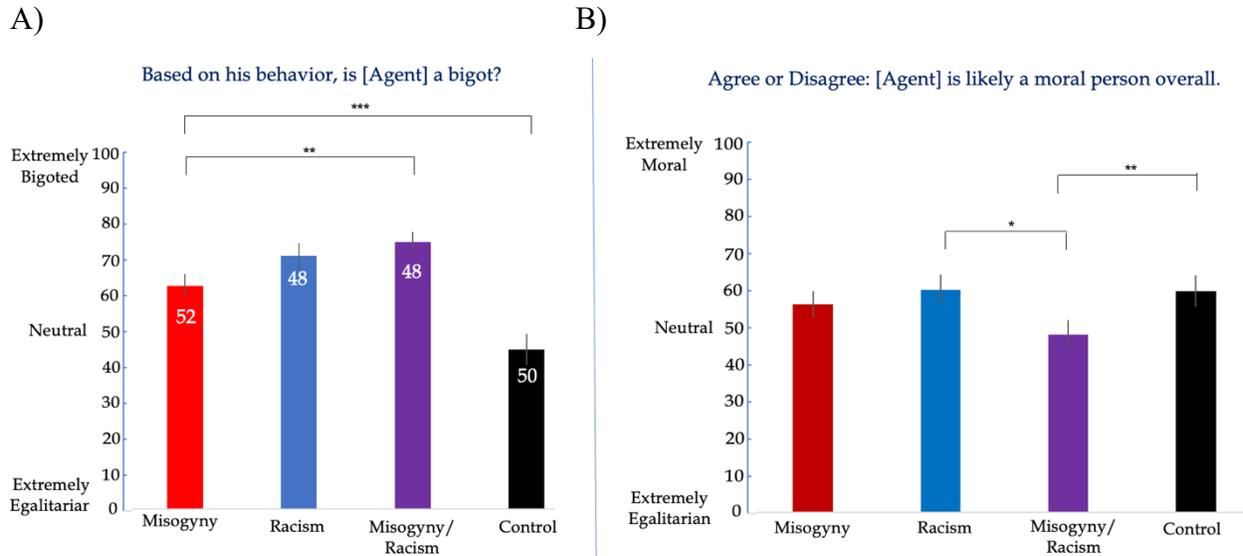 A)
Based on his behavior, is [Agent] a bigot?
***
**
Extremely
Bigoted
100
90
80
70
60
Neutral
50
40
30
20
10
Extremely
Egalitariar
0
52
48
48
50
Misogyny
Racism
Misogyny/
Racism
Control
B)
Agree or Disagree: [Agent] is likely a moral person overall.
**
*
Extremely
Moral
100
90
80
70
60
Neutral
50
40
30
20
10
Extremely
Egalitarian
0
Misogyny
Racism
Misogyny/
Racism
Control